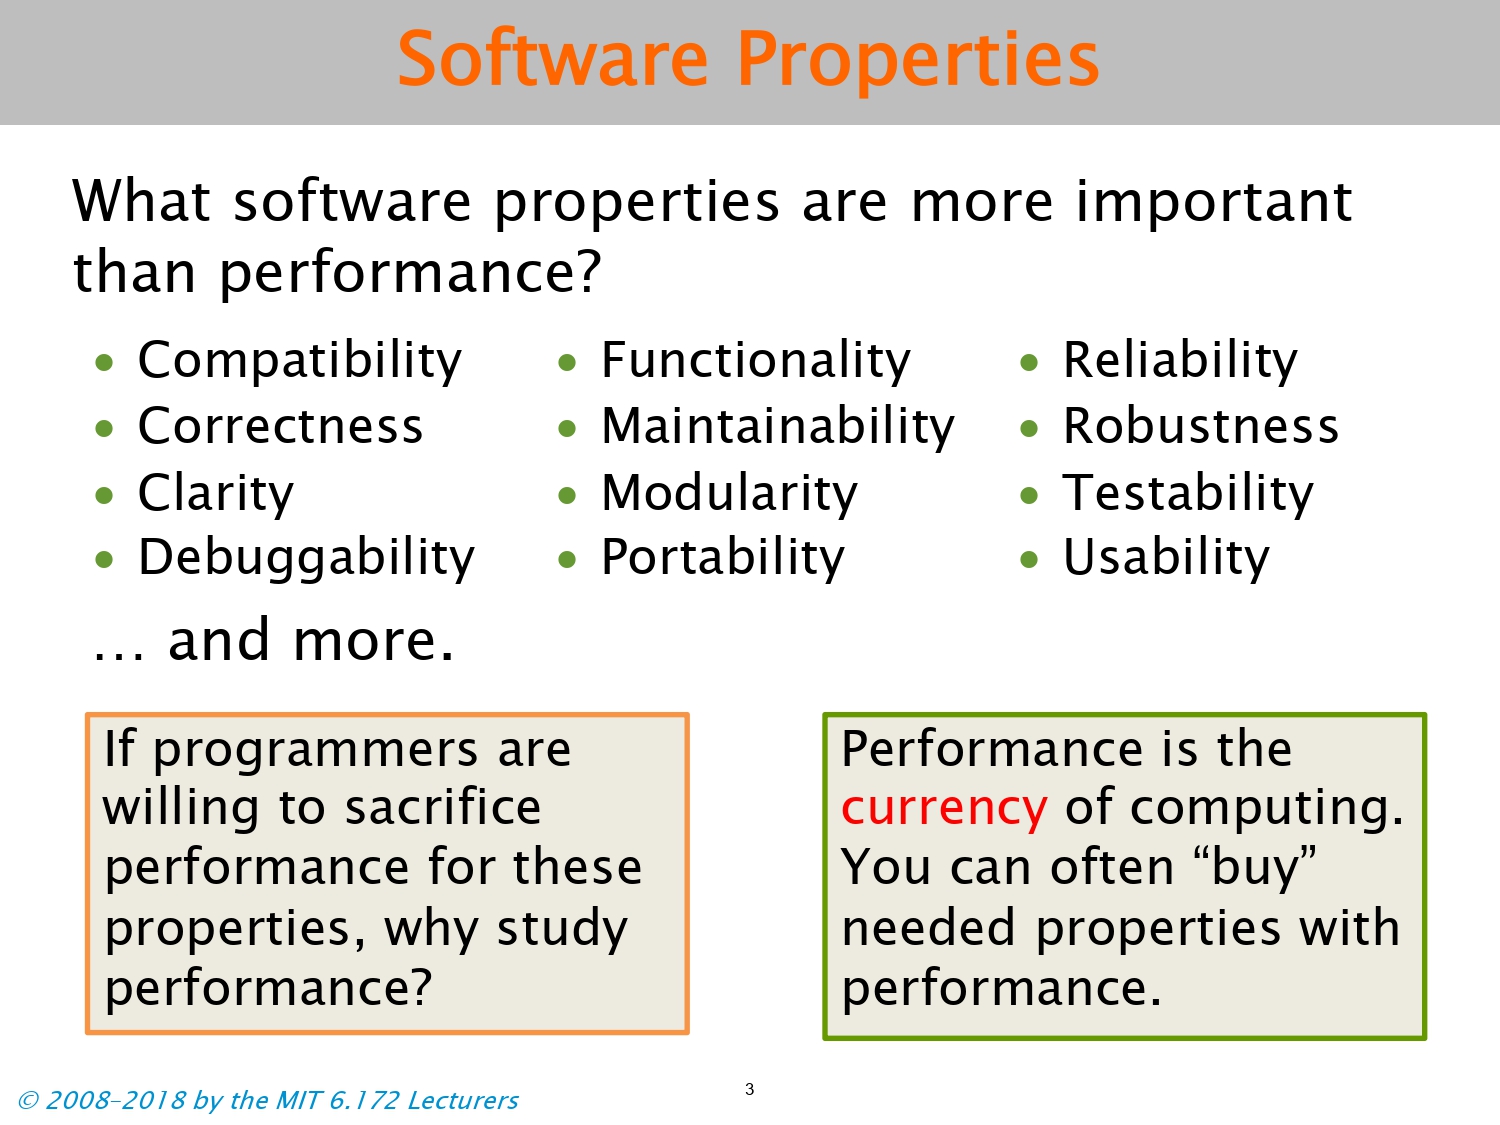 Software Properties
What software properties are more important
than performance?
• Compatibility
• Correctness
• Clarity
• Debuggability
• Functionality
• Maintainability
• Modularity
• Portability
• Reliability
• Robustness
• Testability
• Usability
… and more.
If programmers are
willing to sacrifice
performance for these
properties, why study
performance?
Performance is the
currency of computing.
You can often “buy”
needed properties with
performance.
© 2008–2018 by the MIT 6.172 Lecturers
3